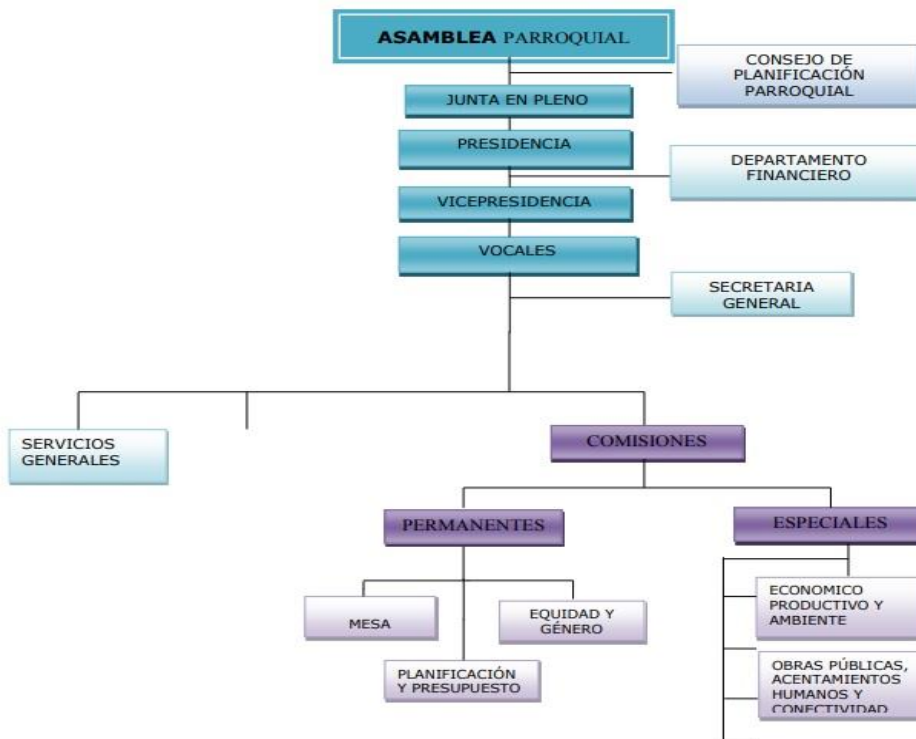 ASAMBLEA PARROQUIAL
CONSEJO DE
PLANIFICACIÓN
PARROQUIAL
JUNTA EN PLENO
PRESIDENCIA
DEPARTAMENTO
FINANCIERO
VICEPRESIDENCIA
VOCALES
SECRETARIA
GENERAL
SERVICIOS
GENERALES
COMISIONES
PERMANENTES
ESPECIALES
MESA
EQUIDAD Y
GÉNERO
PLANIFICACIÓN
Y PRESUPUESTO
ECONOMICO
PRODUCTIVO Y
AMBIENTE
OBRAS PÚBLICAS,
ACENTAMIENTOS
HUMANOS Y
CONECTIVIDAD